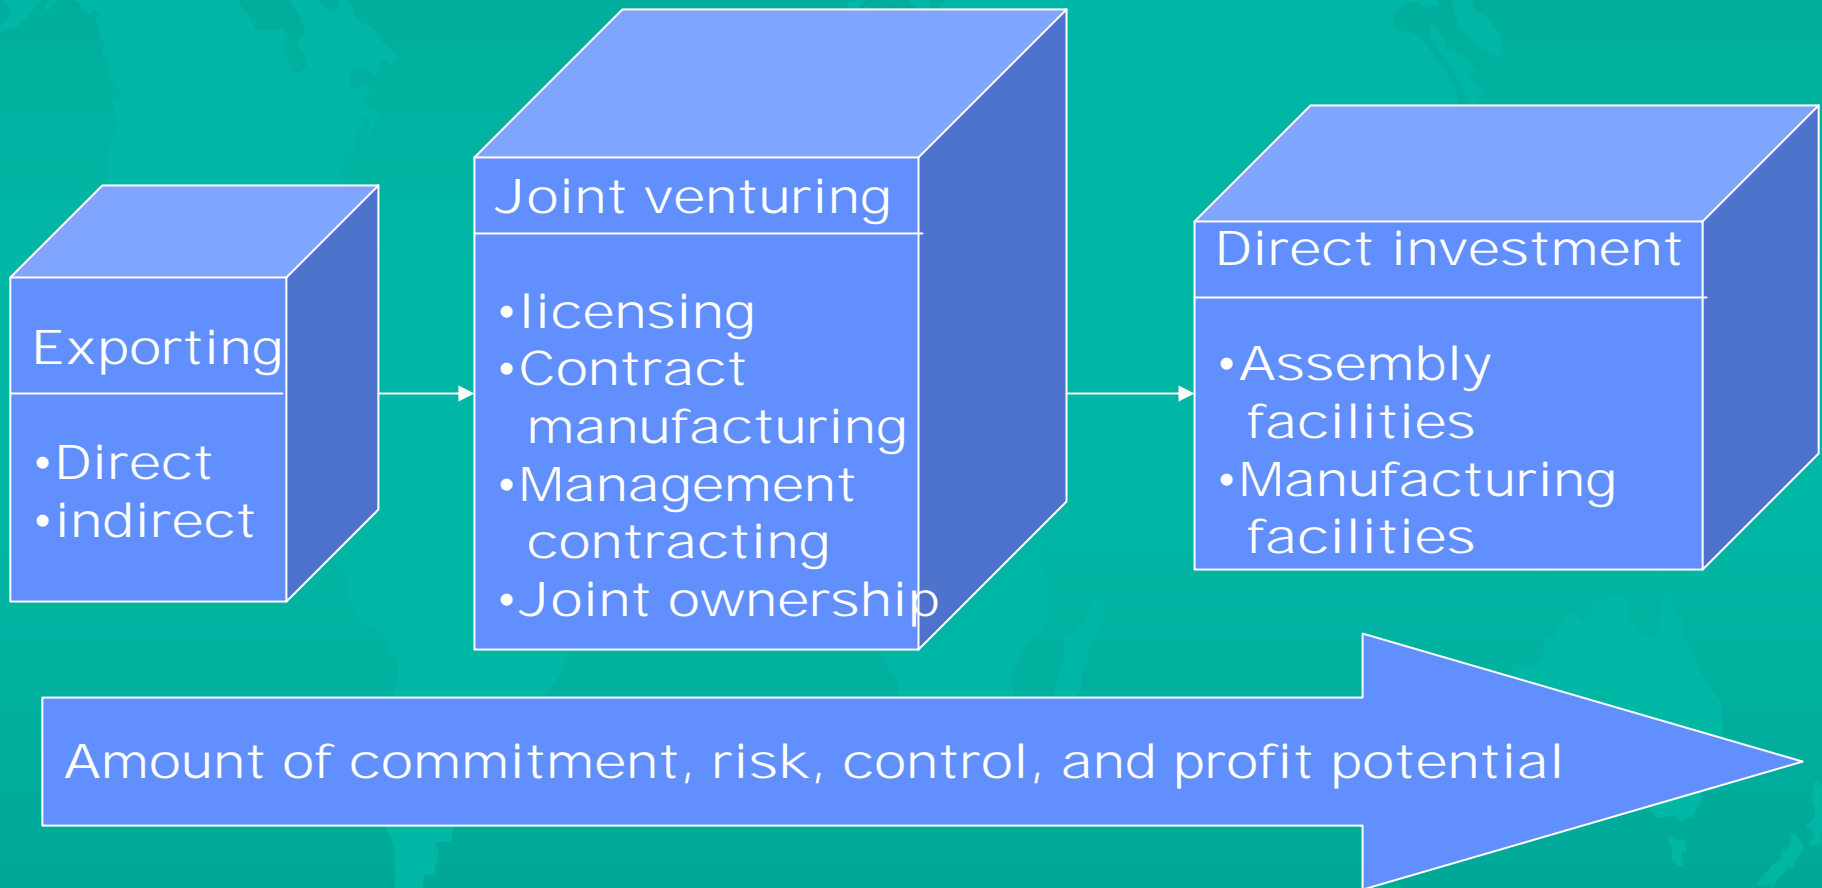 Exporting
•Direct
•indirect
Joint venturing
•licensing
•Contract
manufacturing
•Management
contracting
•Joint ownership
Direct investment
•Assembly
facilities
•Manufacturing
facilities
Amount of commitment, risk, control, and profit potential